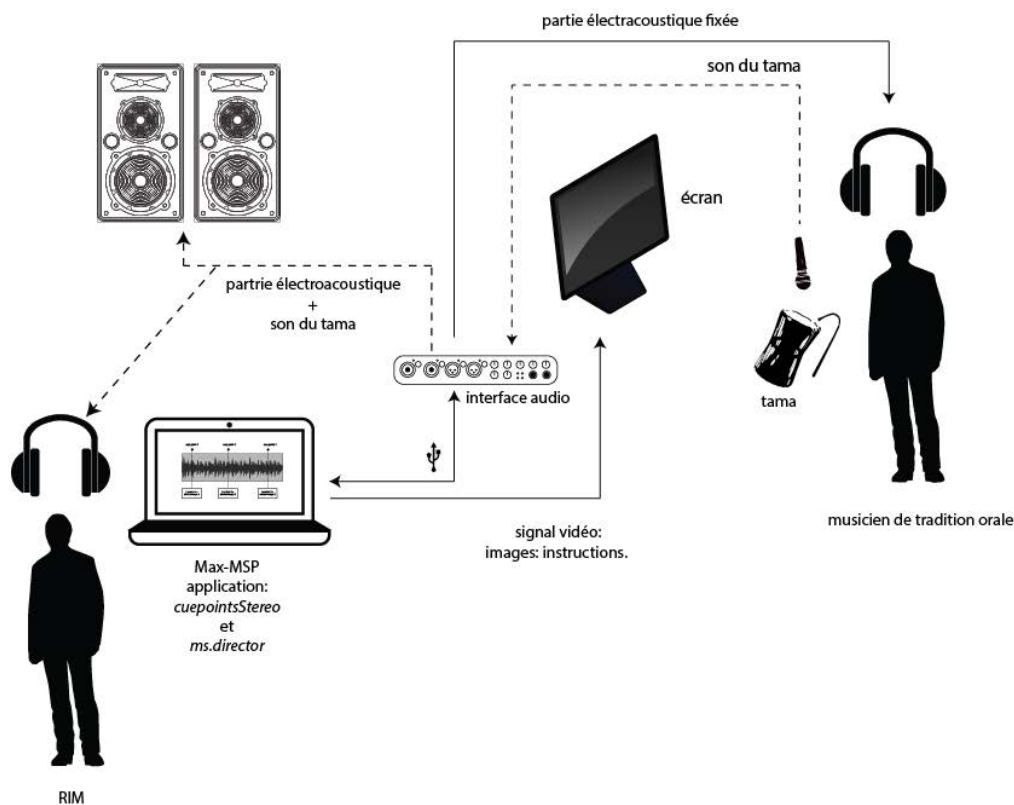 partie électracoustique fixée
son du tama
écran
partrie électroacoustique
+
son du tama
interface audio
tama
musicien de tradition orale
signal vidéo:
images: instructions.
Max-MSP
application:
cuepointsStereo
et
ms.director
RIM